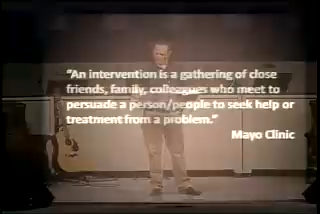 "An intervention is a gathering of close
friends, family, colleagues who meet to
persuade a person/people to seek help or
treatment from a problem."
Mayo Clinic